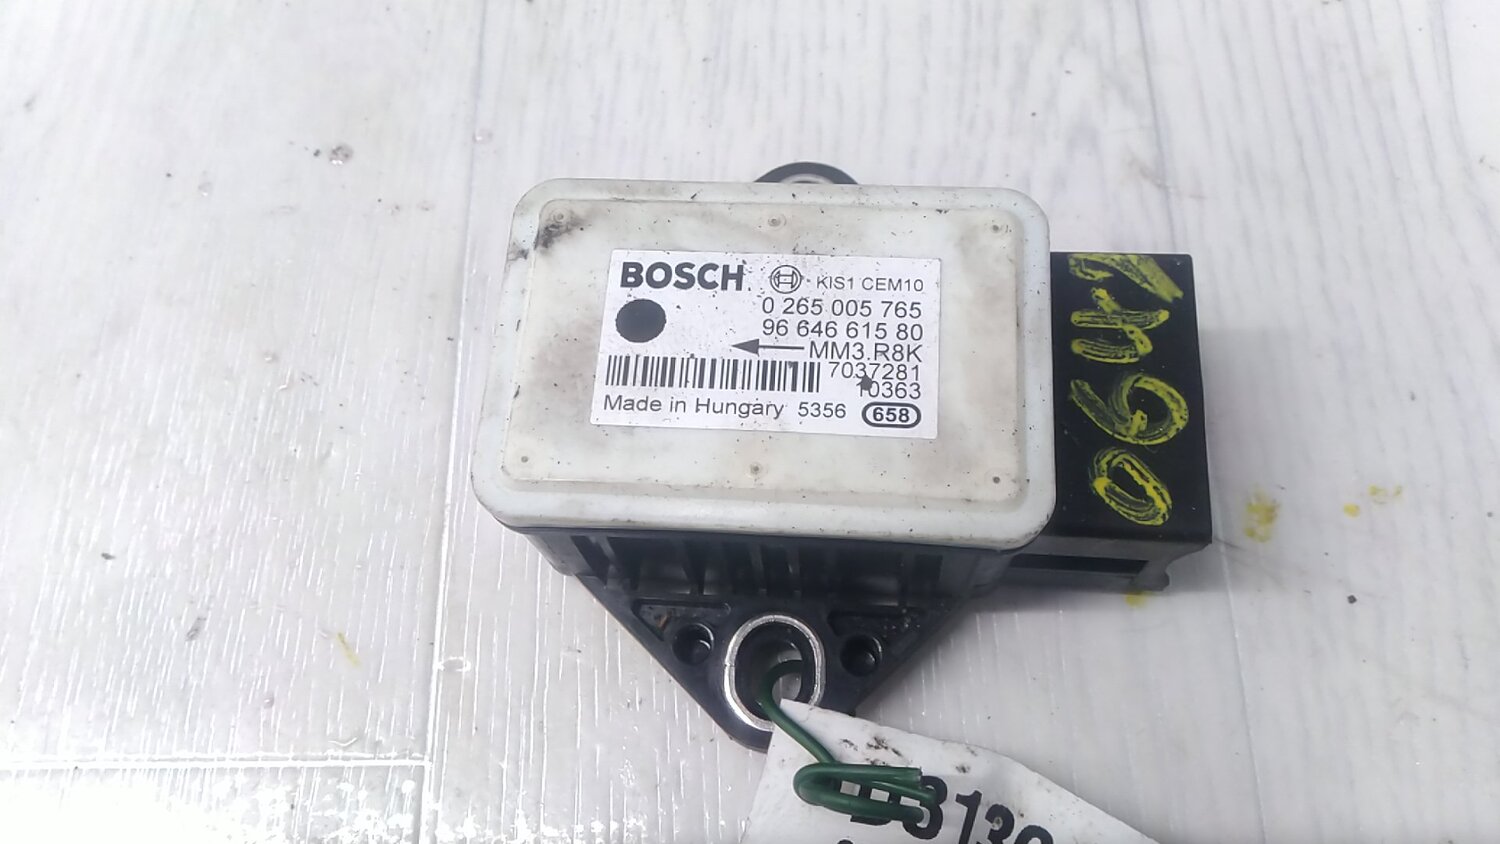 BOSCH KIS1 CEM10
0 265 005 765
96 646 615 80
MM3.R8K
7037281
10363
Made in Hungary 5356 658